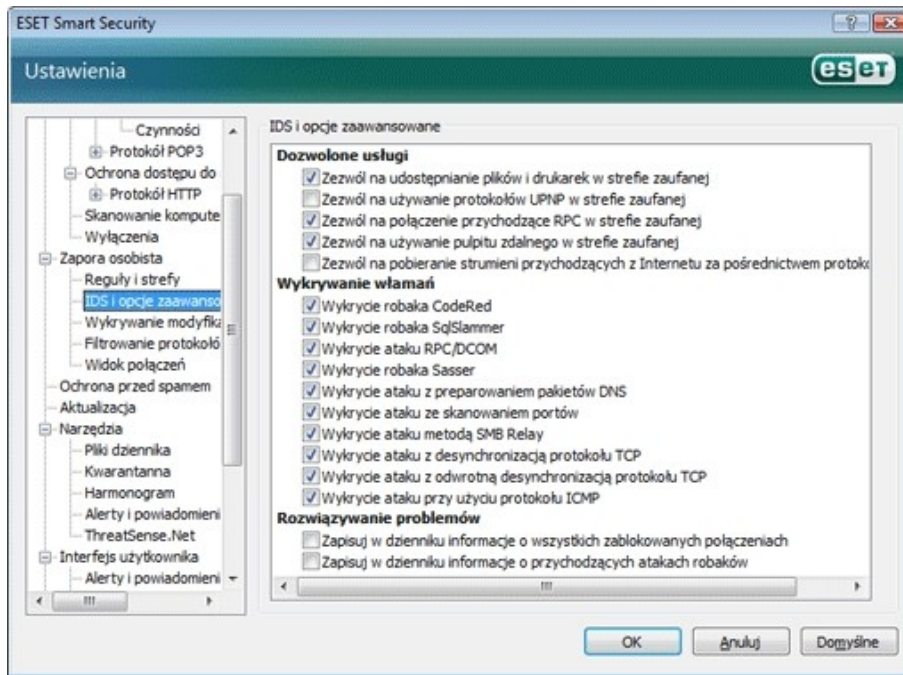 ESET Smart Security
Ustawienia
eset
Czynności
Protokół POP3
Ochrona dostępu do
Protokół HTTP
Skanowanie kompute
Wyłączenia
Zapora osobista
Reguły i strefy
IDS i opcje zaawanso
Wykrywanie modyfika
Filtrowanie protokołó
Widok połączeń
Ochrona przed spamem
Aktualizacja
Narzędzia
Pliki dziennika
Kwarantanna
Harmonogram
Alerty i powiadomieni
ThreatSense.Net
Interfejs użytkownika
Alerty i powiadomieni
IDS i opcje zaawansowane
Dozwolone usługi
Zezwól na udostępnianie plików i drukarek w strefie zaufanej
Zezwól na używanie protokołów UPNP w strefie zaufanej
Zezwól na połączenie przychodzące RPC w strefie zaufanej
Zezwól na używanie pulpitu zdalnego w strefie zaufanej
Zezwól na pobieranie strumieni przychodzących z Internetu za pośrednictwem protoko
Wykrywanie włamań
Wykrycie robaka CodeRed
Wykrycie robaka SqlSlammer
Wykrycie ataku RPC/DCOM
Wykrycie robaka Sasser
Wykrycie ataku z preparowaniem pakietów DNS
Wykrycie ataku ze skanowaniem portów
Wykrycie ataku metodą SMB Relay
Wykrycie ataku z desynchronizacją protokołu TCP
Wykrycie ataku z odwrotną desynchronizacją protokołu TCP
Wykrycie ataku przy użyciu protokołu ICMP
Rozwiązywanie problemów
Zapisuj w dzienniku informacje o wszystkich zablokowanych połączeniach
Zapisuj w dzienniku informacje o przychodzących atakach robaków
OK
Anuluj
Domyślne